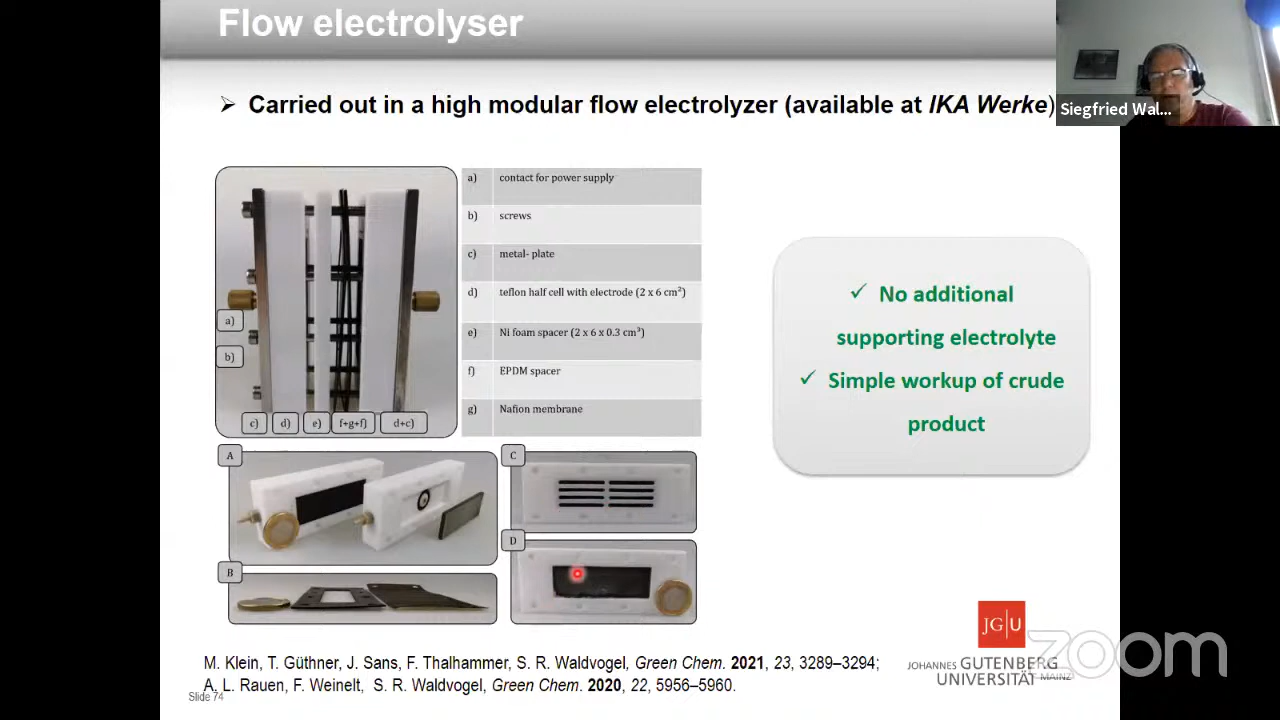 Flow electrolyser
➢ Carried out in a high modular flow electrolyzer (available at IKA Werke)
Siegfried Wal...
a) contact for power supply
b) screws
c) metal- plate
d) teflon half cell with electrode (2 x 6 cm²)
e) Ni foam spacer (2 x 6 x 0.3 cm³)
f) EPDM spacer
g) Nafion membrane
a)
b)
c) d) e) f+g+f) d+c)
✓ No additional
supporting electrolyte
✓ Simple workup of crude
product
A
B
C
D
M. Klein, T. Güthner, J. Sans, F. Thalhammer, S. R. Waldvogel, Green Chem. 2021, 23, 3289–3294;
A. L. Rauen, F. Weinelt, S. R. Waldvogel, Green Chem. 2020, 22, 5956–5960.
Slide 74
JG|U
JOHANNES GUTENBERG
UNIVERSITÄT MAINZ
zoom